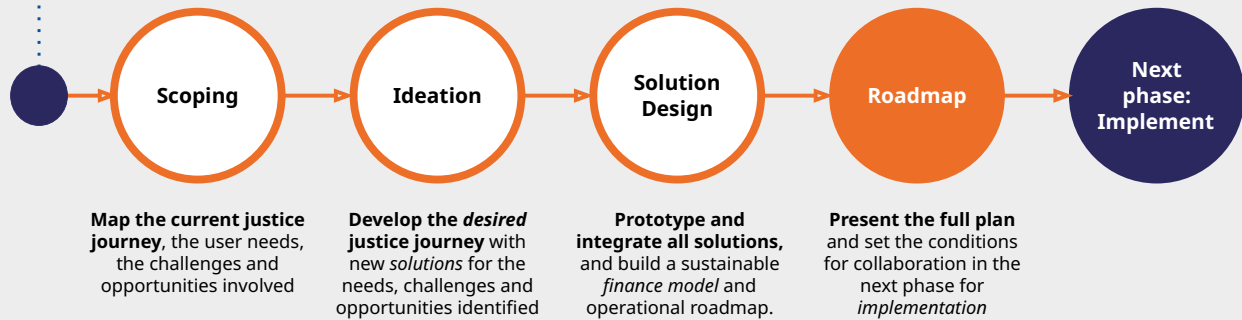 Scoping
Ideation
Solution
Design
Roadmap
Next
phase:
Implement
Map the current justice
journey, the user needs,
the challenges and
opportunities involved
Develop the desired
justice journey with
new solutions for the
needs, challenges and
opportunities identified
Prototype and
integrate all solutions,
and build a sustainable
finance model and
operational roadmap.
Present the full plan
and set the conditions
for collaboration in the
next phase for
implementation